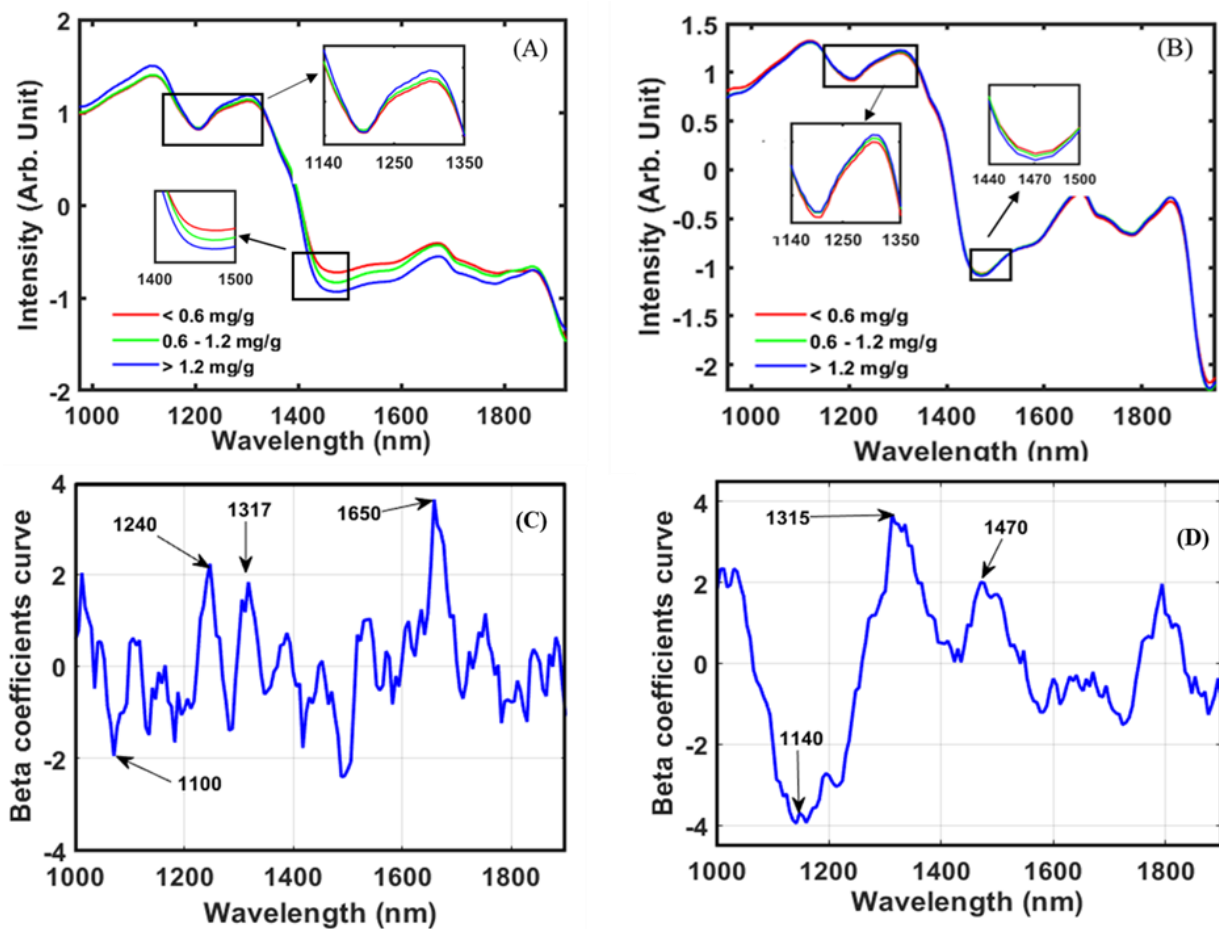 (A)
Intensity (Arb. Unit)
2
1
0
-1
-2
1140 1250 1350
1400 1500
< 0.6 mg/g
0.6 - 1.2 mg/g
> 1.2 mg/g
1000 1200 1400 1600 1800
Wavelength (nm)
(B)
Intensity (Arb. Unit)
1.5
1
0.5
0
-0.5
-1
-1.5
-2
1140 1250 1350
1440 1470 1500
< 0.6 mg/g
0.6 - 1.2 mg/g
> 1.2 mg/g
1000 1200 1400 1600 1800
Wavelength (nm)
(C)
Beta coefficients curve
4
2
0
-2
-4
1240
1317
1650
1100
1000 1200 1400 1600 1800
Wavelength (nm)
(D)
Beta coefficients curve
4
2
0
-2
-4
1315
1470
1140
1000 1200 1400 1600 1800
Wavelength (nm)